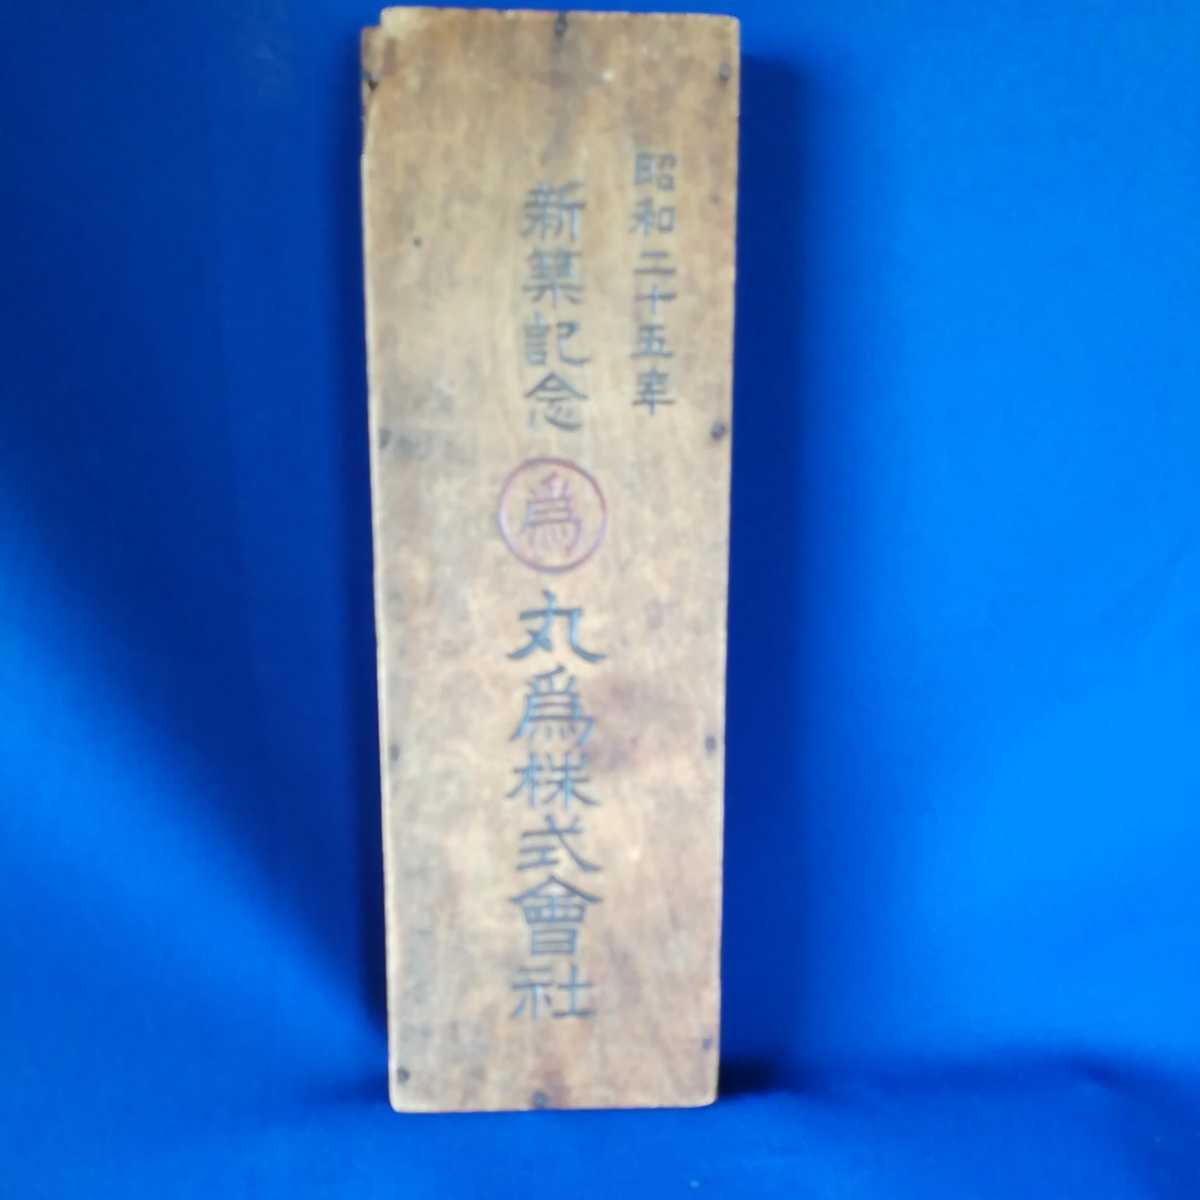 昭和二十五年
新築記念
爲
丸爲株式會社